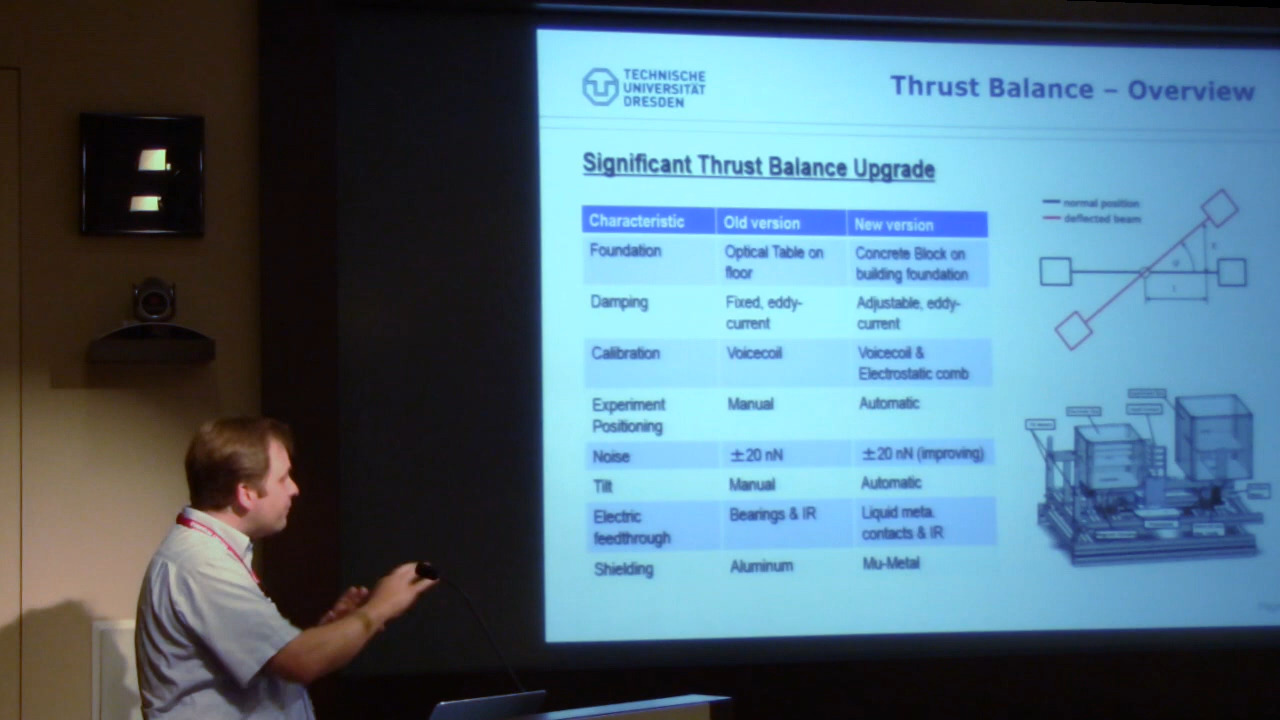 TECHNISCHE
UNIVERSITÄT
DRESDEN
Thrust Balance – Overview
Significant Thrust Balance Upgrade
Characteristic Old version New version
Foundation Optical Table on floor Concrete Block on building foundation
Damping Fixed, eddy-current Adjustable, eddy-current
Calibration Voicecoil Voicecoil & Electrostatic comb
Experiment Positioning Manual Automatic
Noise ±20 nN ±20 nN (improving)
Tilt Manual Automatic
Electric feedthrough Bearings & IR Liquid meta. contacts & IR
Shielding Aluminum Mu-Metal
normal position
deflected beam